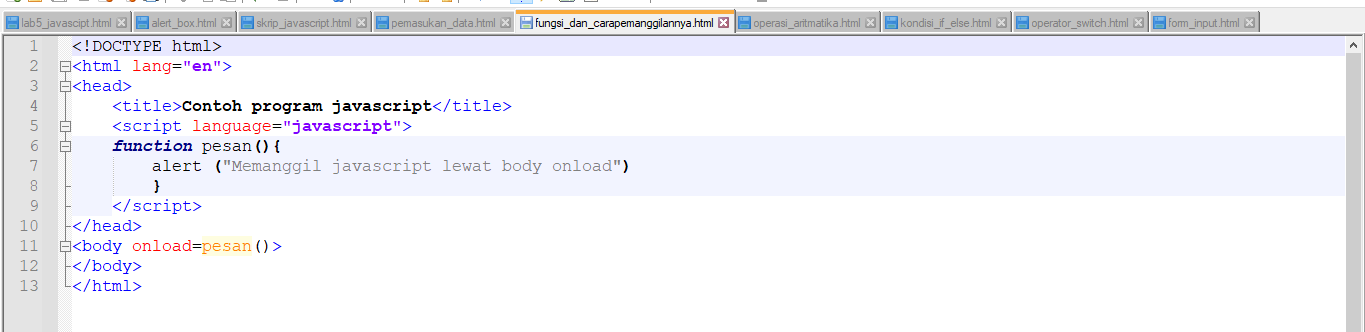 lab5_javascipt.html alert_box.html skrip_javascript.html pemasukan_data.html fungsi_dan_carapemanggilannya.html operasi_aritmatika.html kondisi_if_else.html operator_switch.html form_input.html
1 <!DOCTYPE html>
2 <html lang="en">
3 <head>
4 <title>Contoh program javascript</title>
5 <script language="javascript">
6 function pesan(){
7 alert ("Memanggil javascript lewat body onload")
8 }
9 </script>
10 </head>
11 <body onload=pesan()>
12 </body>
13 </html>